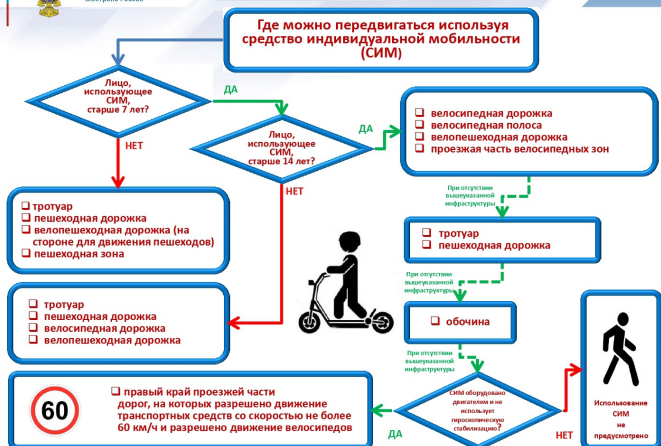 Где можно передвигаться используя
средство индивидуальной мобильности
(СИМ)
Лицо,
использующее
СИМ,
старше 7 лет?
ДА
НЕТ
Лицо,
использующее
СИМ,
старше 14 лет?
ДА
НЕТ
велосипедная дорожка
велосипедная полоса
велопешеходная дорожка
проезжая часть велосипедных зон
При отсутствии
вышеуказанной
инфраструктуры
тротуар
пешеходная дорожка
велопешеходная дорожка (на
стороне для движения пешеходов)
пешеходная зона
тротуар
пешеходная дорожка
При отсутствии
вышеуказанной
инфраструктуры
тротуар
пешеходная дорожка
велосипедная дорожка
велопешеходная дорожка
обочина
При отсутствии
вышеуказанной
инфраструктуры
60
правый край проезжей части
дорог, на которых разрешено движение
транспортных средств со скоростью не более
60 км/ч и разрешено движение велосипедов
СИМ оборудовано
двигателем и не
использует
гироскопическую
стабилизацию?
ДА
НЕТ
Использование
СИМ
не
предусмотрено